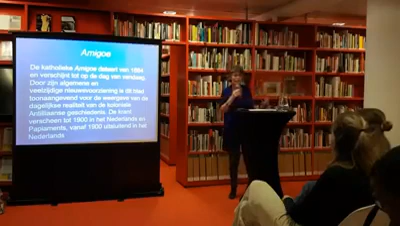 Amigoe
De katholieke Amigoe dateert van 1884
en verschijnt tot op de dag van vandaag.
Door zijn algemene en
veelzijdige nieuwsvoorziening is dit blad
toonaangevend voor de weergave van de
dagelijkse realiteit van de koloniale
Antilliaanse geschiedenis. De krant
verscheen tot 1900 in het Nederlands en
Papiaments, vanaf 1900 uitsluitend in het
Nederlands